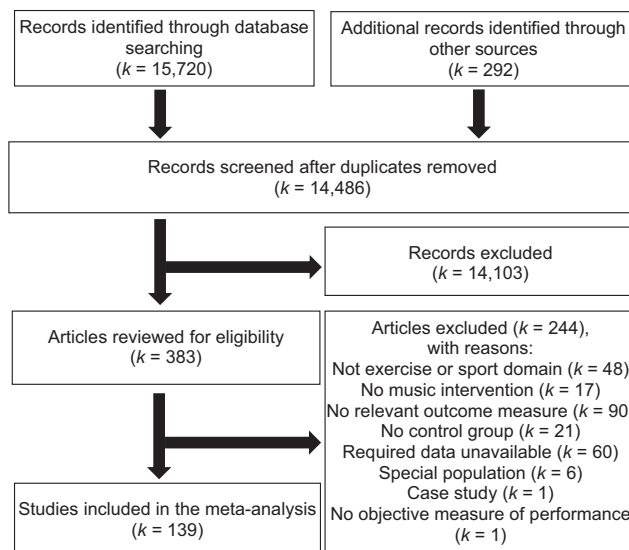 Records identified through database
searching
(k = 15,720)
Additional records identified through
other sources
(k = 292)
Records screened after duplicates removed
(k = 14,486)
Records excluded
(k = 14,103)
Articles reviewed for eligibility
(k = 383)
Articles excluded (k = 244),
with reasons:
Not exercise or sport domain (k = 48)
No music intervention (k = 17)
No relevant outcome measure (k = 90)
No control group (k = 21)
Required data unavailable (k = 60)
Special population (k = 6)
Case study (k = 1)
No objective measure of performance
(k = 1)
Studies included in the meta-analysis
(k = 139)